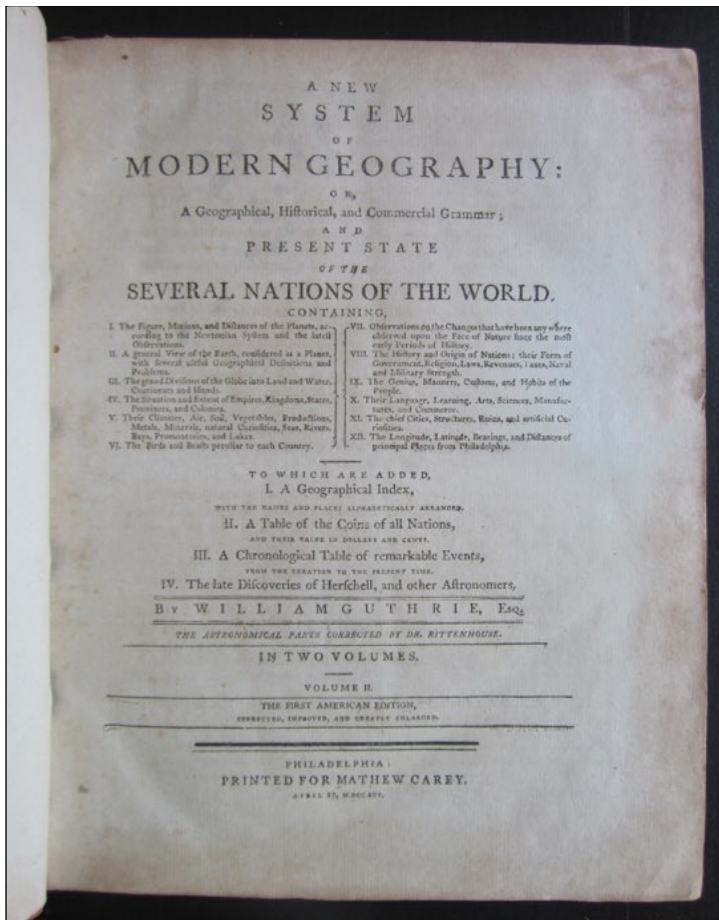 A NEW
SYSTEM
OF
MODERN GEOGRAPHY:
OR,
A Geographical, Hiſtorical, and Commercial Grammar;
AND
PRESENT STATE
OF THE
SEVERAL NATIONS OF THE WORLD.
CONTAINING,
I. The Figure, Motions, and Diſtances of the Planets, ac-
cording to the Newtonian Syſtem and the lateſt
Obſervations.
II. A general View of the Earth, conſidered as a Planet,
with ſeveral uſeful Geographical Definitions and
Problems.
III. The grand Diviſions of the Globe into Land and Water,
Continents and Iſlands.
IV. The Situation and Extent of Empires, Kingdoms, States,
Provinces, and Colonies.
V. Their Climates, Air, Soil, Vegetables, Productions,
Metals, Minerals, natural Curioſities, Seas, Rivers,
Bays, Promontories, and Lakes.
VI. The Birds and Beaſts peculiar to each Country.
VII. Obſervations on the Changes that have been any where
obſerved upon the Face of Nature ſince the moſt
early Periods of Hiſtory.
VIII. The Hiſtory and Origin of Nations; their Forms of
Government, Religion, Laws, Revenues, Taxes, Naval
and Military Strength.
IX. The Genius, Manners, Cuſtoms, and Habits of the
People.
X. Their Language, Learning, Arts, Sciences, Manufac-
tures, and Commerce.
XI. The chief Cities, Structures, Ruins, and artificial Cu-
rioſities.
XII. The Longitude, Latitude, Bearings, and Diſtances of
principal Places from Philadelphia.
TO WHICH ARE ADDED,
I. A Geographical Index,
WITH THE NAMES AND PLACES ALPHABETICALLY ARRANGED.
II. A Table of the Coins of all Nations,
AND THEIR VALUE IN DOLLARS AND CENTS.
III. A Chronological Table of remarkable Events,
FROM THE CREATION TO THE PRESENT TIME.
IV. The late Diſcoveries of Herſchell, and other Aſtronomers.
BY WILLIAM GUTHRIE, ESQ.
THE ASTRONOMICAL PARTS CORRECTED BY DR. RITTENHOUSE.
IN TWO VOLUMES.
VOLUME II.
THE FIRST AMERICAN EDITION,
CORRECTED, IMPROVED, AND GREATLY ENLARGED.
PHILADELPHIA:
PRINTED FOR MATHEW CAREY.
APRIL 27, M.DCC.XCV.